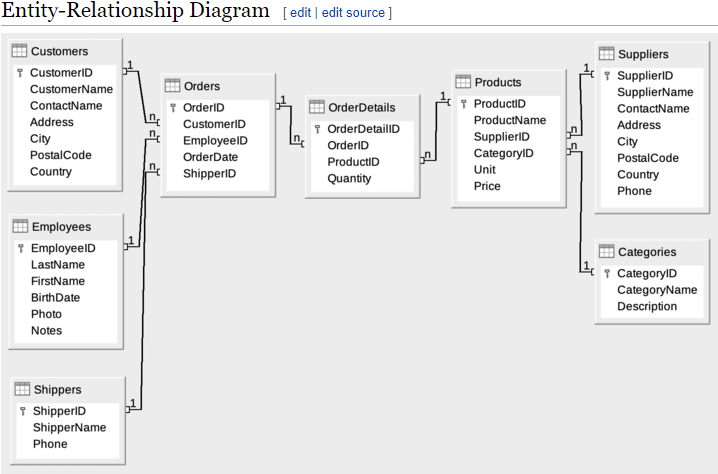 Entity-Relationship Diagram [ edit | edit source ]
Customers
CustomerID
CustomerName
ContactName
Address
City
PostalCode
Country
1
n
n
n
Orders
OrderID
CustomerID
EmployeeID
OrderDate
ShipperID
1
n
OrderDetails
OrderDetailID
OrderID
ProductID
Quantity
1
n
Products
ProductID
ProductName
SupplierID
CategoryID
Unit
Price
1
n
n
1
Suppliers
SupplierID
SupplierName
ContactName
Address
City
PostalCode
Country
Phone
Employees
EmployeeID
LastName
FirstName
BirthDate
Photo
Notes
1
Categories
CategoryID
CategoryName
Description
Shippers
ShipperID
ShipperName
Phone
1